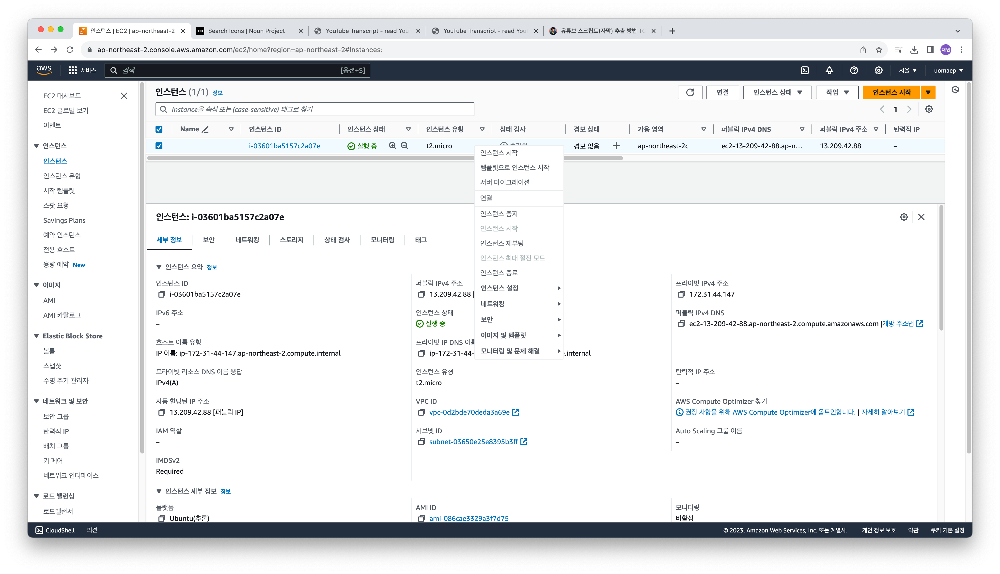 인스턴스 | EC2 | ap-northeast-2
Search Icons | Noun Project
YouTube Transcript - read You
YouTube Transcript - read You
유튜브 스크립트(자막) 추출 방법 TO
ap-northeast-2.console.aws.amazon.com/ec2/home?region=ap-northeast-2#Instances:
대원
aws
서비스
검색
[옵션+S]
서울
uomaep
EC2 대시보드
EC2 글로벌 보기
이벤트
인스턴스
인스턴스
인스턴스 유형
시작 템플릿
스팟 요청
Savings Plans
예약 인스턴스
전용 호스트
용량 예약 New
이미지
AMI
AMI 카탈로그
Elastic Block Store
볼륨
스냅샷
수명 주기 관리자
네트워크 및 보안
보안 그룹
탄력적 IP
배치 그룹
키 페어
네트워크 인터페이스
로드 밸런싱
로드밸런서
인스턴스 (1/1) 정보
연결
인스턴스 상태
작업
인스턴스 시작
Instance을 속성 또는 (case-sensitive) 태그로 찾기
1
Name
인스턴스 ID
인스턴스 상태
인스턴스 유형
상태 검사
경보 상태
가용 영역
퍼블릭 IPv4 DNS
퍼블릭 IPv4 주소
탄력적 IP
i-03601ba5157c2a07e
실행 중
t2.micro
경보 없음
ap-northeast-2c
ec2-13-209-42-88.ap-n...
13.209.42.88
–
인스턴스 시작
템플릿으로 인스턴스 시작
서버 마이그레이션
연결
인스턴스 중지
인스턴스 시작
인스턴스 재부팅
인스턴스 최대 절전 모드
인스턴스 종료
인스턴스 설정
네트워킹
보안
이미지 및 템플릿
모니터링 및 문제 해결
인스턴스: i-03601ba5157c2a07e
세부 정보
보안
네트워킹
스토리지
상태 검사
모니터링
태그
인스턴스 요약 정보
인스턴스 ID
i-03601ba5157c2a07e
퍼블릭 IPv4 주소
13.209.42.88 |
프라이빗 IPv4 주소
172.31.44.147
IPv6 주소
–
인스턴스 상태
실행 중
퍼블릭 IPv4 DNS
ec2-13-209-42-88.ap-northeast-2.compute.amazonaws.com |개방 주소법
호스트 이름 유형
IP 이름: ip-172-31-44-147.ap-northeast-2.compute.internal
프라이빗 IP DNS 이름
ip-172-31-44-
.internal
프라이빗 리소스 DNS 이름 응답
IPv4(A)
인스턴스 유형
t2.micro
탄력적 IP 주소
–
자동 할당된 IP 주소
13.209.42.88 [퍼블릭 IP]
VPC ID
vpc-0d2bde70deda3a69e
AWS Compute Optimizer 찾기
권장 사항을 위해 AWS Compute Optimizer에 옵트인합니다. | 자세히 알아보기
IAM 역할
–
서브넷 ID
subnet-03650e25e8395b3ff
Auto Scaling 그룹 이름
–
IMDSv2
Required
인스턴스 세부 정보 정보
플랫폼
Ubuntu(추론)
AMI ID
ami-086cae3329a3f7d75
모니터링
비활성
CloudShell
의견
© 2023, Amazon Web Services, Inc. 또는 계열사.
개인 정보 보호
약관
쿠키 기본 설정